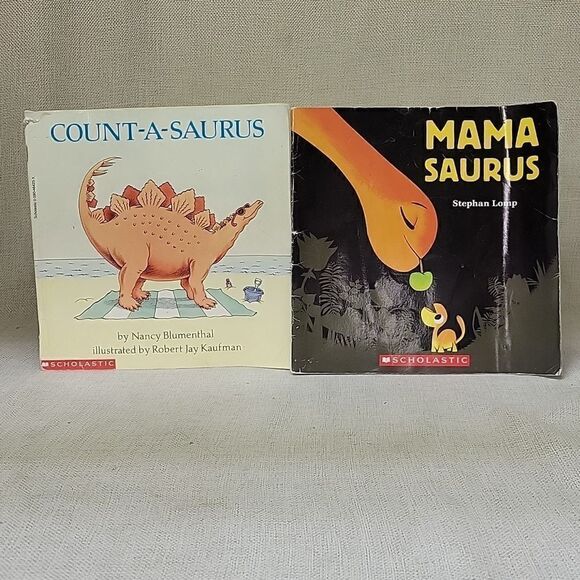 COUNT-A-SAURUS
by Nancy Blumenthal
illustrated by Robert Jay Kaufman
SCHOLASTIC
MAMA
SAURUS
Stephan Lomp
SCHOLASTIC